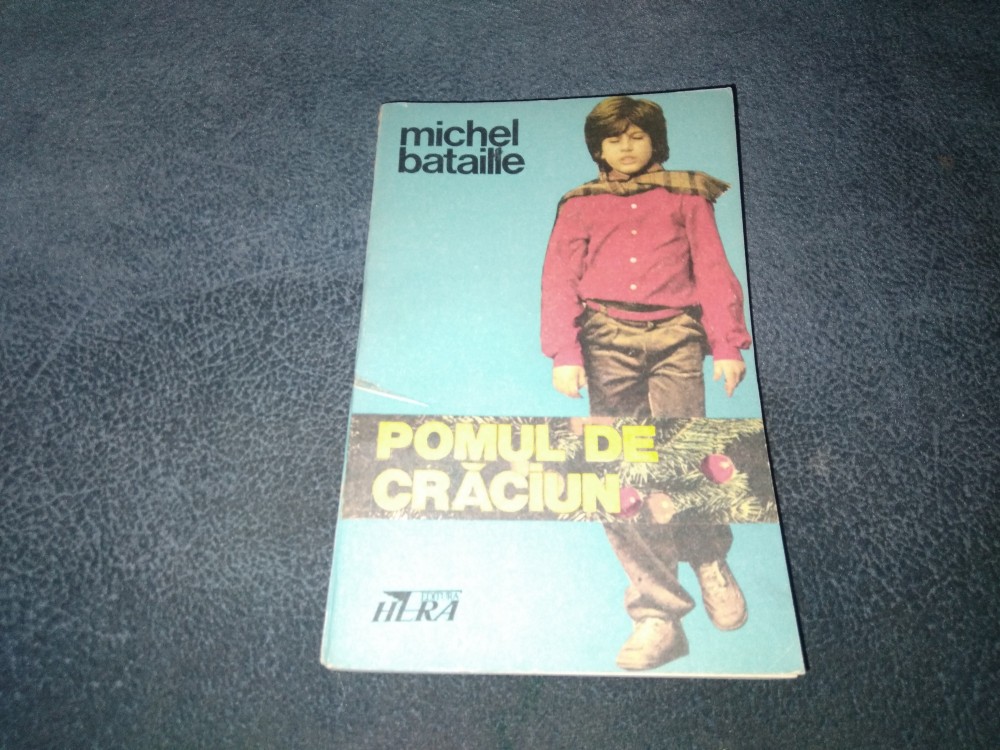 michel
bataille
POMUL DE
CRĂCIUN
EDITURA
HERA